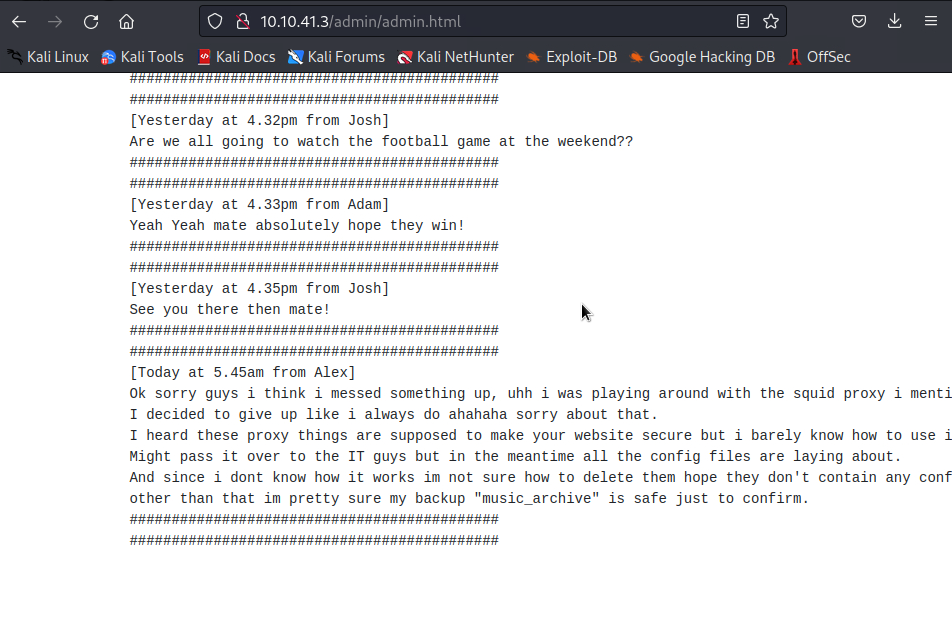 10.10.41.3/admin/admin.html
Kali Linux Kali Tools Kali Docs Kali Forums Kali NetHunter Exploit-DB Google Hacking DB OffSec
############################################
############################################
[Yesterday at 4.32pm from Josh]
Are we all going to watch the football game at the weekend??
############################################
############################################
[Yesterday at 4.33pm from Adam]
Yeah Yeah mate absolutely hope they win!
############################################
############################################
[Yesterday at 4.35pm from Josh]
See you there then mate!
############################################
############################################
[Today at 5.45am from Alex]
Ok sorry guys i think i messed something up, uhh i was playing around with the squid proxy i menti
I decided to give up like i always do ahahaha sorry about that.
I heard these proxy things are supposed to make your website secure but i barely know how to use i
Might pass it over to the IT guys but in the meantime all the config files are laying about.
And since i dont know how it works im not sure how to delete them hope they don't contain any conf
other than that im pretty sure my backup "music_archive" is safe just to confirm.
############################################
############################################